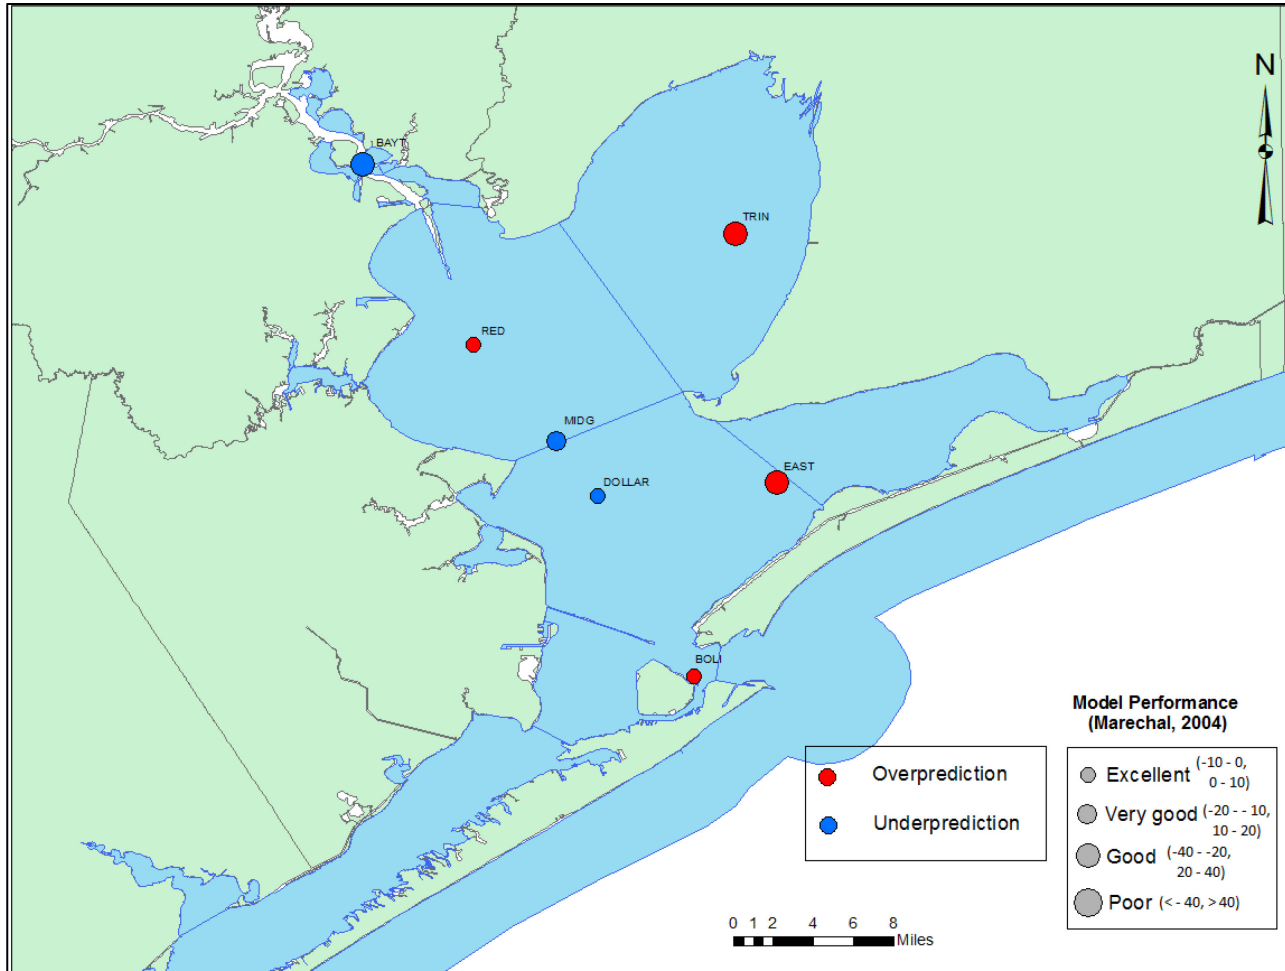 N
BAYT
TRIN
RED
MIDG
EAST
DOLLAR
BOLI
Model Performance
(Marechal, 2004)
Overprediction
Underprediction
Excellent (-10 - 0,
0 - 10)
Very good (-20 - - 10,
10 - 20)
Good (-40 - -20,
20 - 40)
Poor (< - 40, > 40)
0 1 2 4 6 8
Miles